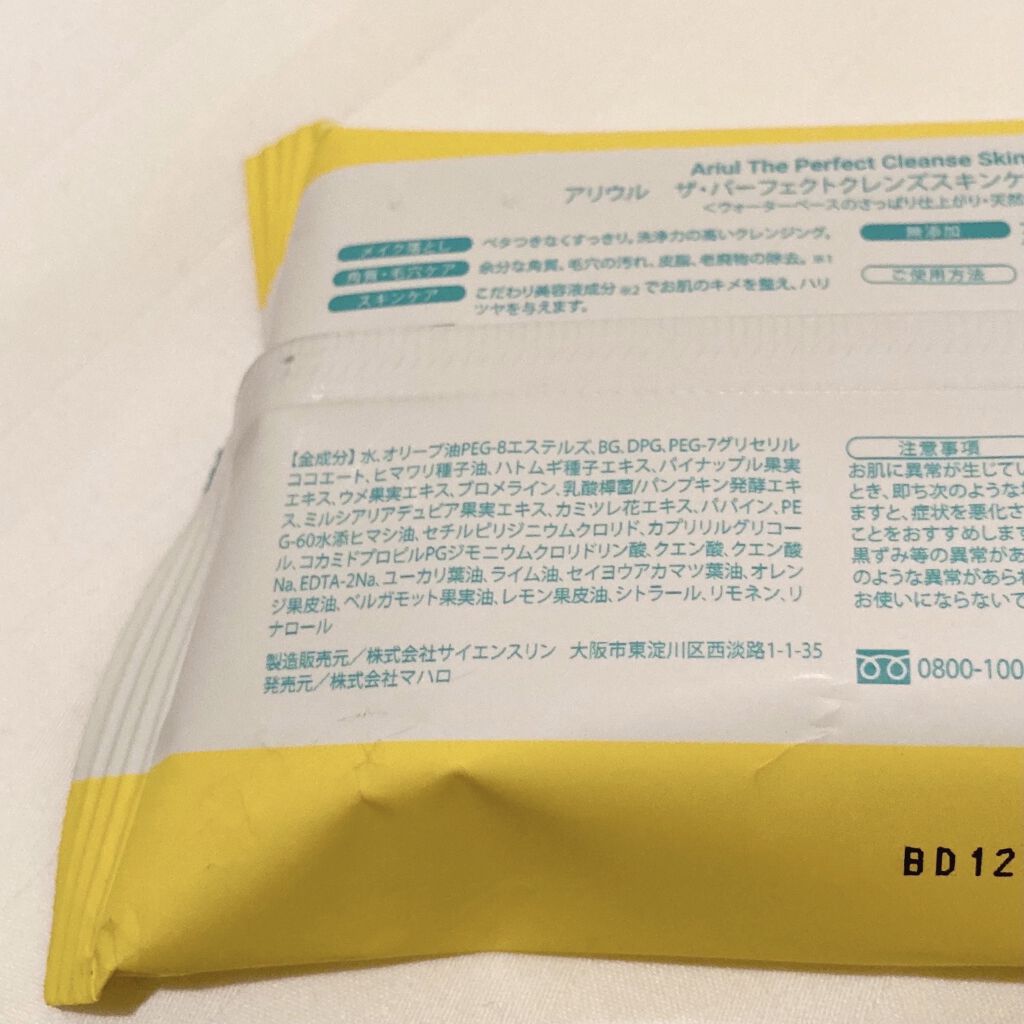 Ariul The Perfect Cleanse Skin
アリウル ザ・パーフェクトクレンズスキンケ
＜ウォーターベースのさっぱり仕上がり・天然
メイク落とし ベタつきなくすっきり。洗浄力の高いクレンジング。
角質・毛穴ケア 余分な角質、毛穴の汚れ、皮脂、老廃物の除去。※1
スキンケア こだわり美容液成分※2でお肌のキメを整え、ハリ
ツヤを与えます。
無添加
ご使用方法
【全成分】水、オリーブ油PEG-8エステルズ、BG、DPG、PEG-7グリセリル
ココエート、ヒマワリ種子油、ハトムギ種子エキス、パイナップル果実
エキス、ウメ果実エキス、ブロメライン、乳酸桿菌/パンプキン発酵エキ
ス、ミルシアリアデュビア果実エキス、カミツレ花エキス、パパイン、PE
G-60水添ヒマシ油、セチルピリジニウムクロリド、カプリリルグリコー
ル、コカミドプロピルPGジモニウムクロリドリン酸、クエン酸、クエン酸
Na、EDTA-2Na、ユーカリ葉油、ライム油、セイヨウアカマツ葉油、オレン
ジ果皮油、ベルガモット果実油、レモン果皮油、シトラール、リモネン、リ
ナロール
製造販売元／株式会社サイエンスリン 大阪市東淀川区西淡路1-1-35
発売元／株式会社マハロ
注意事項
お肌に異常が生じてい
とき、即ち次のような場
ますと、症状を悪化さ
ことをおすすめします
黒ずみ等の異常があ
のような異常があられ
お使いにならないで
0800-100
BD12